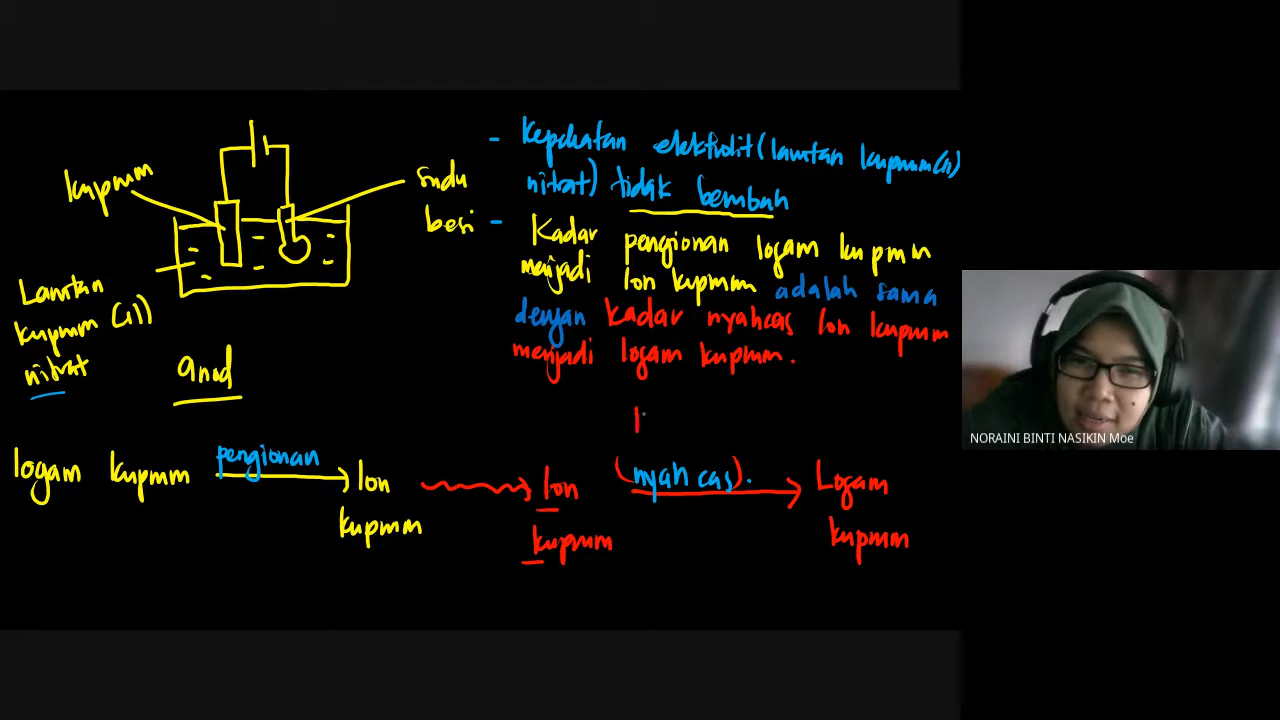 kuprum
sudu
besi
Larutan
kuprum (II)
nitrat
- kepekatan elektrolit (larutan kuprum (II)
nitrat) tidak berubah
- Kadar pengionan logam kuprum
menjadi ion kuprum adalah sama
dengan kadar nyahcas ion kuprum
menjadi logam kuprum.
anod
logam kuprum pengionan Ion
kuprum
Ion
kuprum
(nyahcas).
Logam
kuprum
NORAINI BINTI NASIKIN Moe